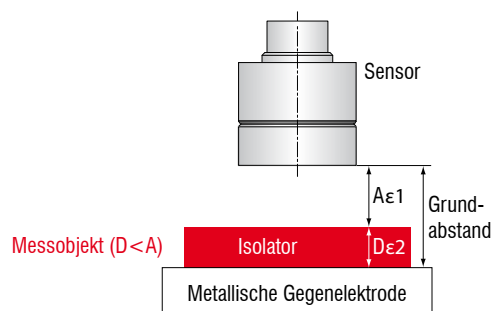 Sensor
Aε1
Grund-
abstand
Messobjekt (D<A)
Isolator
Dε2
Metallische Gegenelektrode